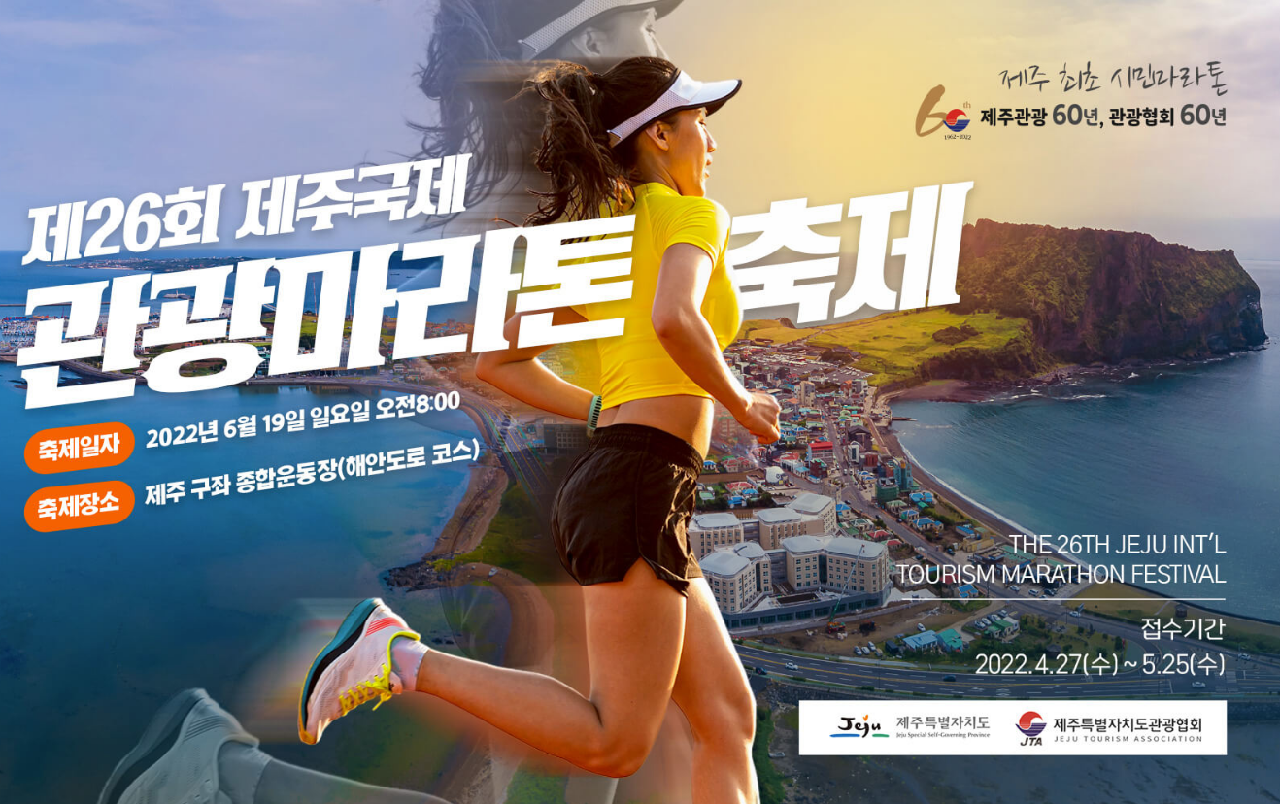 제주 최초 시민마라톤
60th
1962-2022
제주관광 60년, 관광협회 60년
제26회 제주국제
관광마라톤 축제
축제일자 2022년 6월 19일 일요일 오전8:00
축제장소 제주 구좌 종합운동장(해안도로 코스)
THE 26TH JEJU INT'L
TOURISM MARATHON FESTIVAL
접수기간
2022.4.27(수) ~ 5.25(수)
Jeju 제주특별자치도
Jeju Special Self-Governing Province
JTA 제주특별자치도관광협회
JEJU TOURISM ASSOCIATION